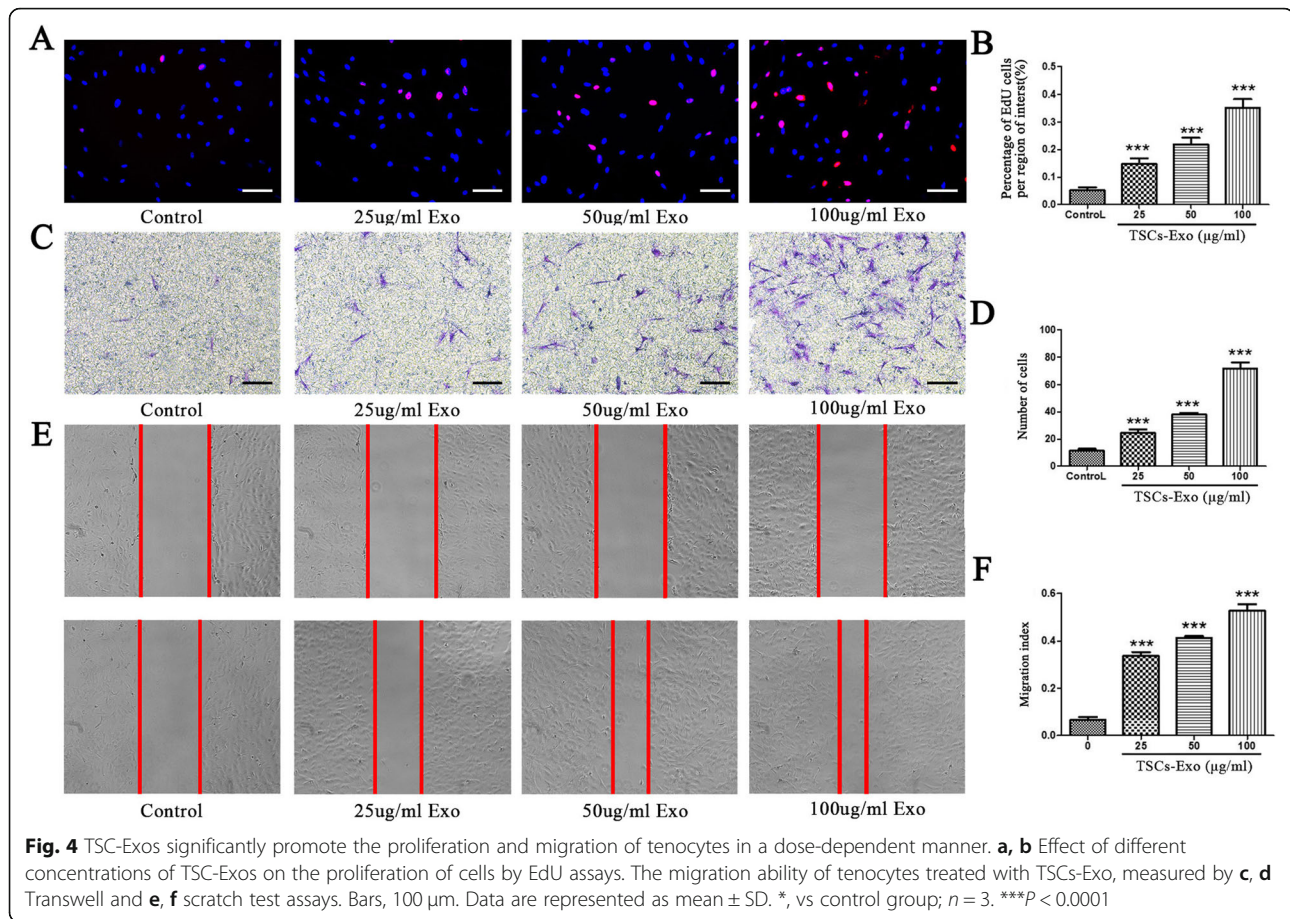 A
Control
25ug/ml Exo
50ug/ml Exo
100ug/ml Exo
B
Percentage of EdU cells
per region of interst(%)
0.5
0.4
0.3
0.2
0.1
0.0
***
***
***
ControL
25
50
100
TSCs-Exo (µg/ml)
C
Control
25ug/ml Exo
50ug/ml Exo
100ug/ml Exo
D
Number of cells
100
80
60
40
20
0
***
***
***
ControL
25
50
100
TSCs-Exo (µg/ml)
E
Control
25ug/ml Exo
50ug/ml Exo
100ug/ml Exo
F
Migration index
0.6
0.4
0.2
0.0
***
***
***
0
25
50
100
TSCs-Exo (µg/ml)
Fig. 4 TSC-Exos significantly promote the proliferation and migration of tenocytes in a dose-dependent manner. a, b Effect of different
concentrations of TSC-Exos on the proliferation of cells by EdU assays. The migration ability of tenocytes treated with TSCs-Exo, measured by c, d
Transwell and e, f scratch test assays. Bars, 100 μm. Data are represented as mean ± SD. *, vs control group; n = 3. ***P < 0.0001